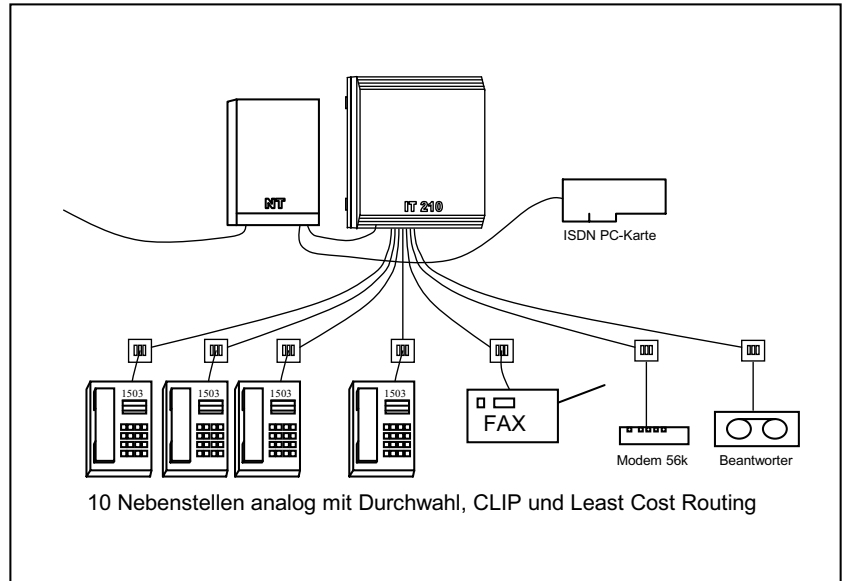 NT
IT 210
ISDN PC-Karte
1503
1503
1503
1503
FAX
Modem 56k
Beantworter
10 Nebenstellen analog mit Durchwahl, CLIP und Least Cost Routing